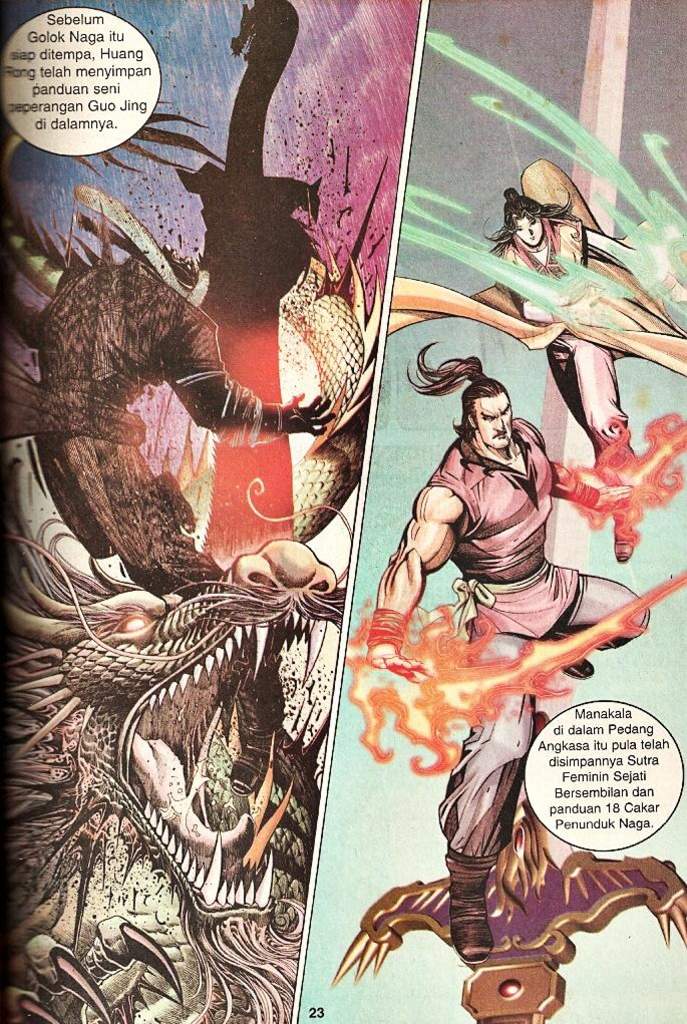 Sebelum
Golok Naga itu
siap ditempa, Huang
Rong telah menyimpan
panduan seni
peperangan Guo Jing
di dalamnya.
Manakala
di dalam Pedang
Angkasa itu pula telah
disimpannya Sutra
Feminin Sejati
Bersembilan dan
panduan 18 Cakar
Penunduk Naga.
23